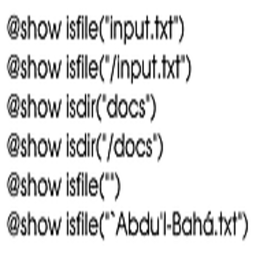 @show isfile("input.txt")
@show isfile("/input.txt")
@show isdir("docs")
@show isdir("/docs")
@show isfile("")
@show isfile("`Abdu'l-Bahá.txt")